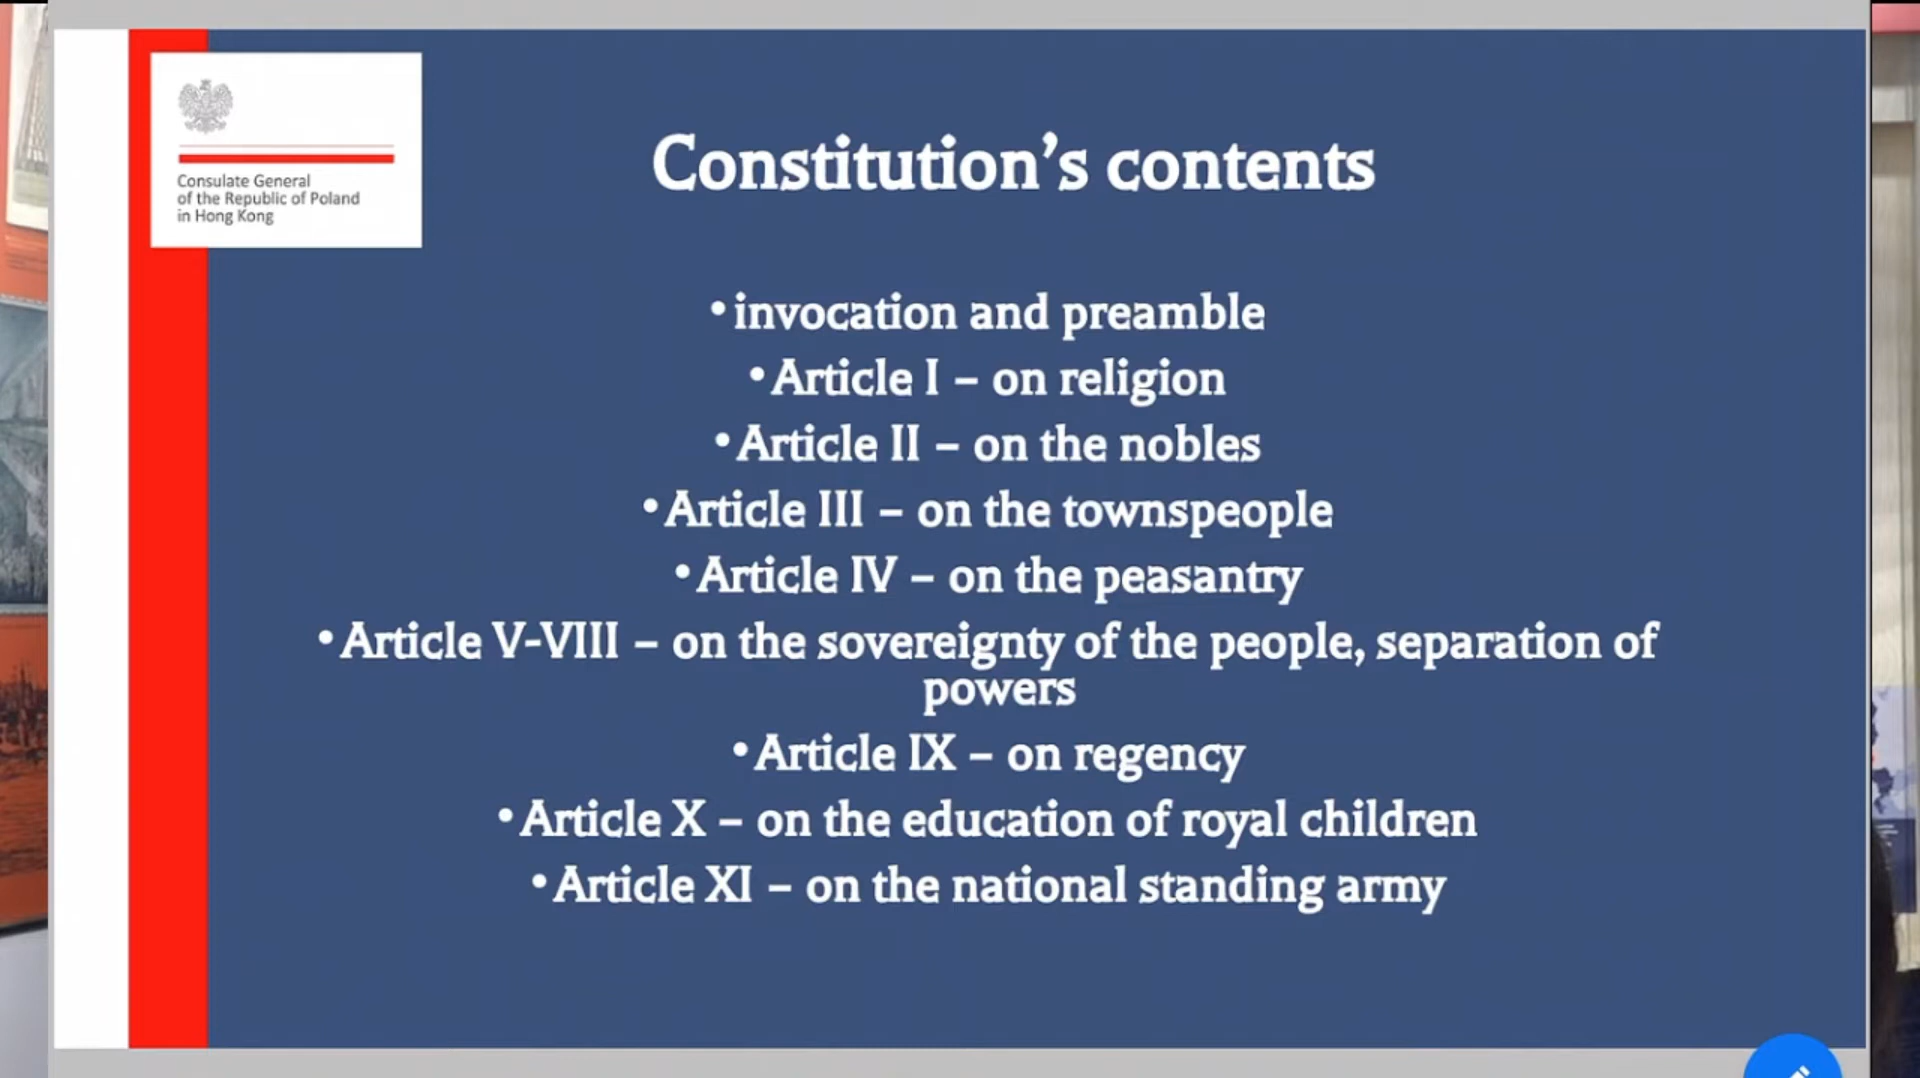 Consulate General
of the Republic of Poland
in Hong Kong
Constitution’s contents
•invocation and preamble
•Article I – on religion
•Article II – on the nobles
•Article III – on the townspeople
•Article IV – on the peasantry
•Article V-VIII – on the sovereignty of the people, separation of
powers
•Article IX – on regency
•Article X – on the education of royal children
•Article XI – on the national standing army